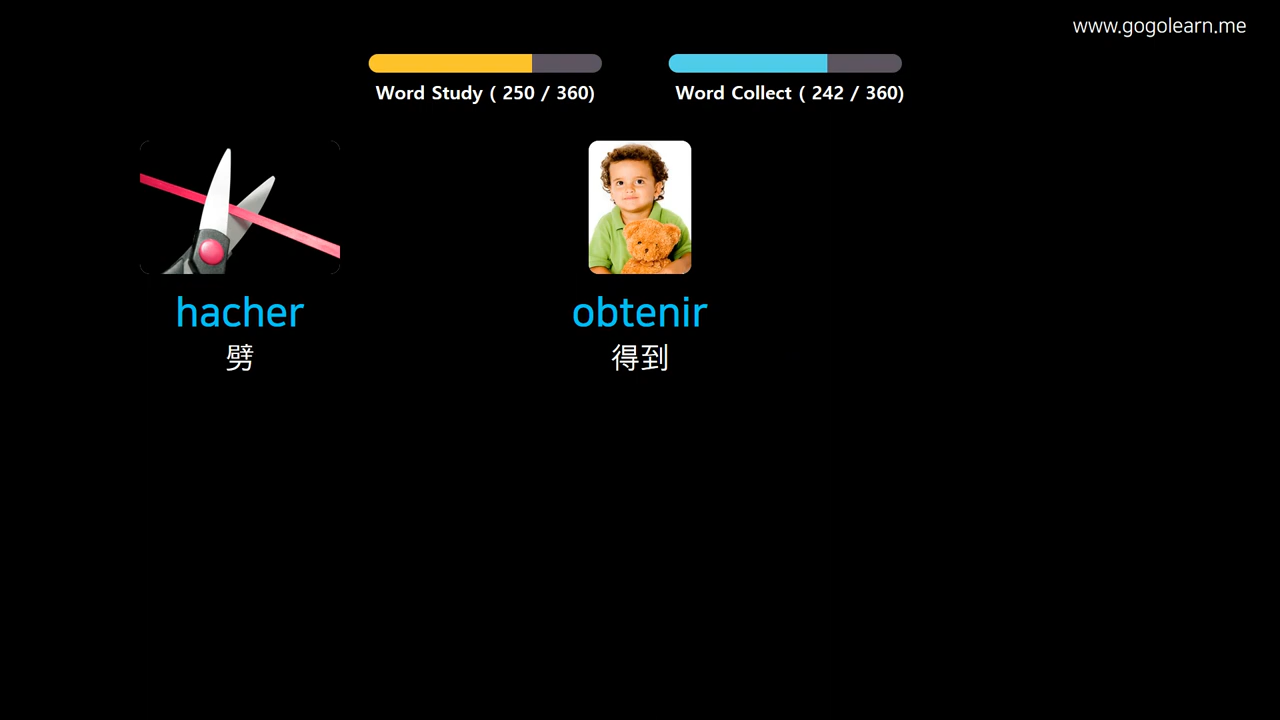 www.gogolearn.me
Word Study ( 250 / 360)
Word Collect ( 242 / 360)
hacher
劈
obtenir
得到